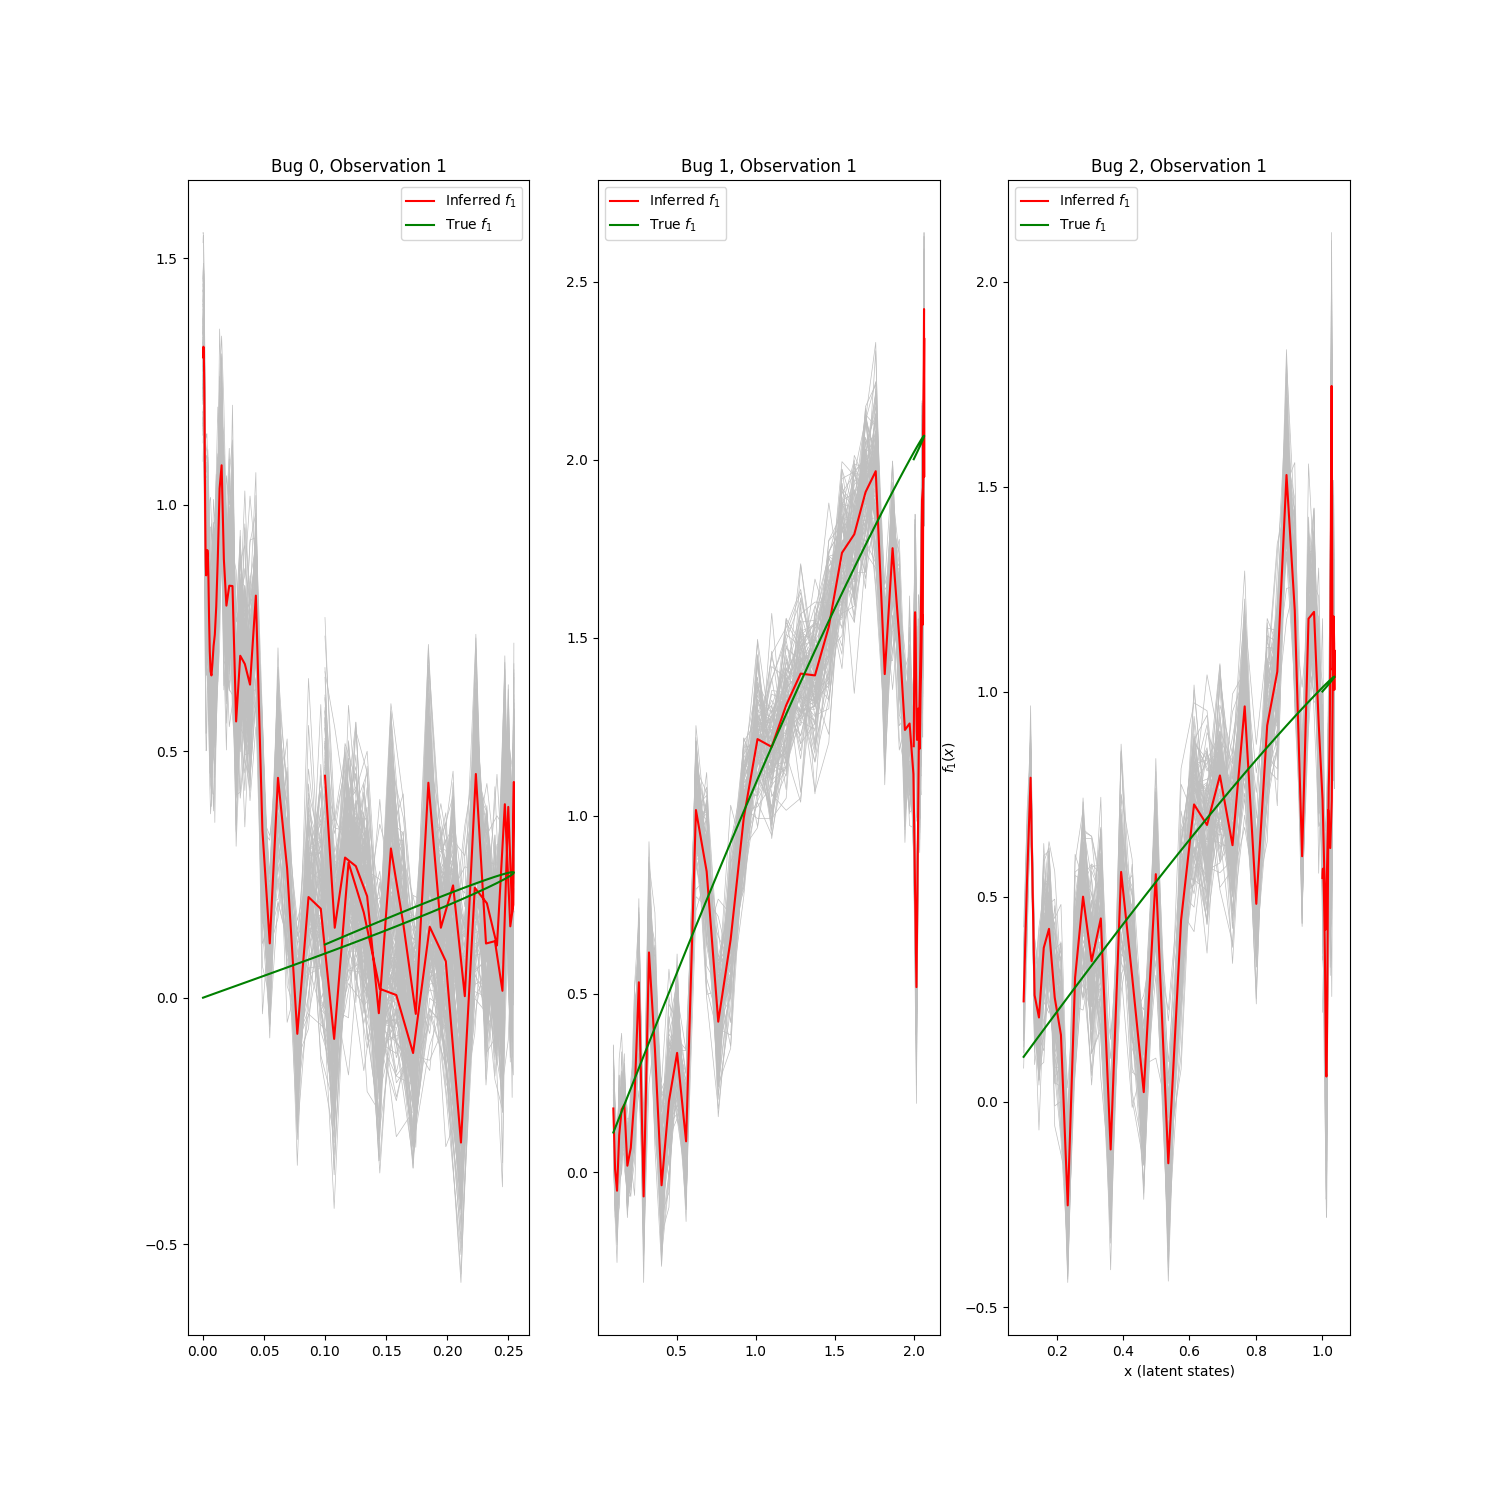 Bug 0, Observation 1
Inferred f₁
True f₁
1.5
1.0
0.5
0.0
−0.5
0.00 0.05 0.10 0.15 0.20 0.25
Bug 1, Observation 1
Inferred f₁
True f₁
2.5
2.0
1.5
1.0
0.5
0.0
0.5 1.0 1.5 2.0
Bug 2, Observation 1
Inferred f₁
True f₁
f₁(x)
2.0
1.5
1.0
0.5
0.0
−0.5
0.2 0.4 0.6 0.8 1.0
x (latent states)